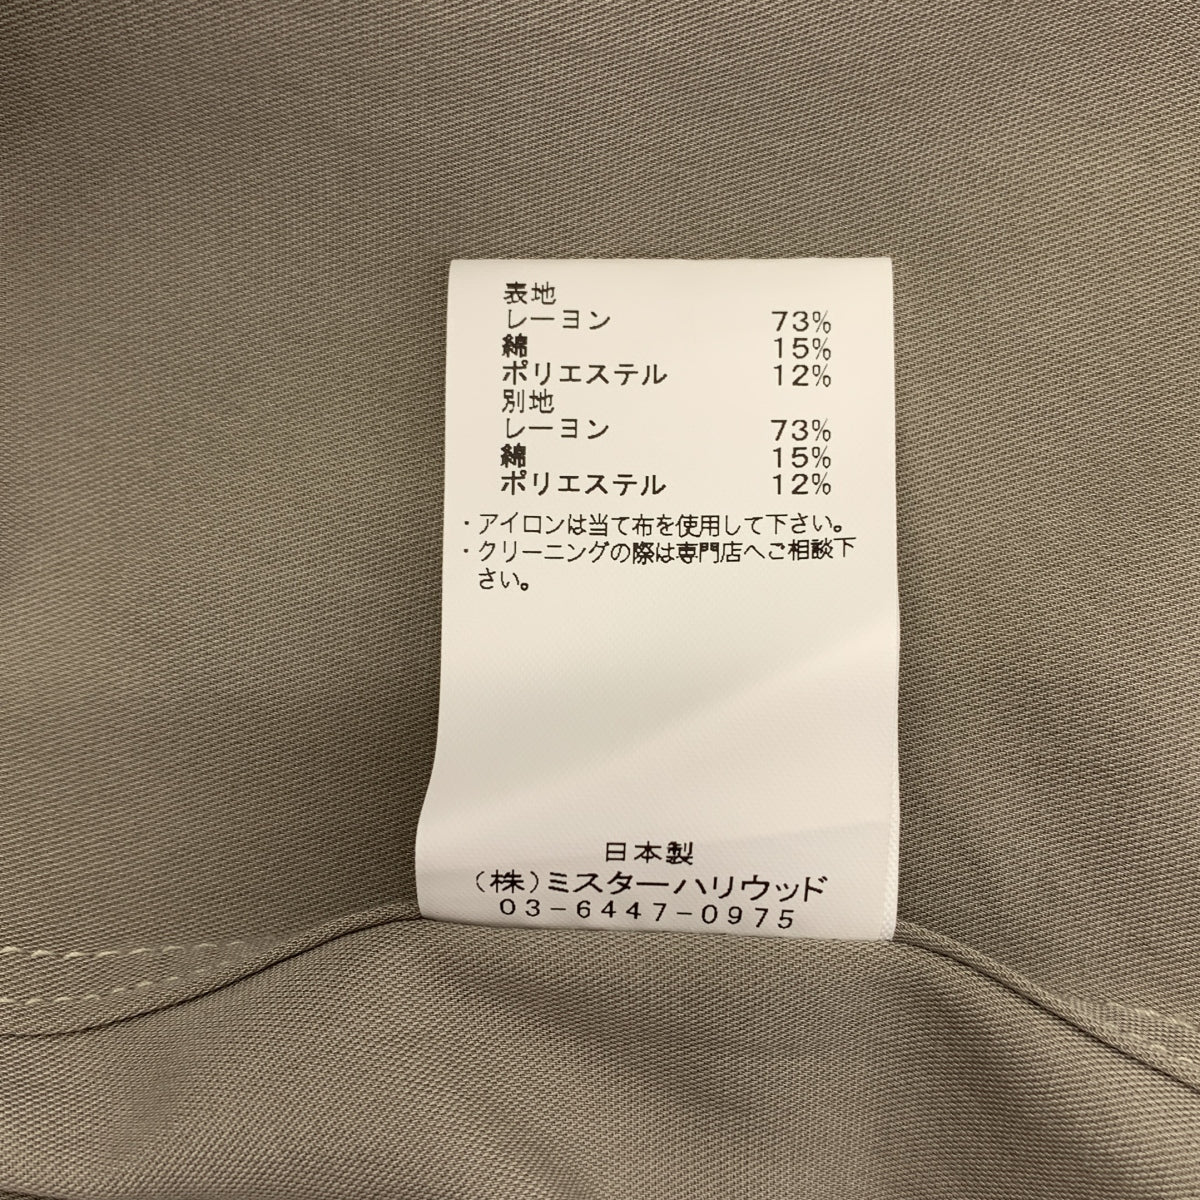 表地
レーヨン 73%
綿 15%
ポリエステル 12%
別地
レーヨン 73%
綿 15%
ポリエステル 12%
・アイロンは当て布を使用して下さい。
・クリーニングの際は専門店へご相談下
さい。
日本製
(株)ミスターハリウッド
03-6447-0975